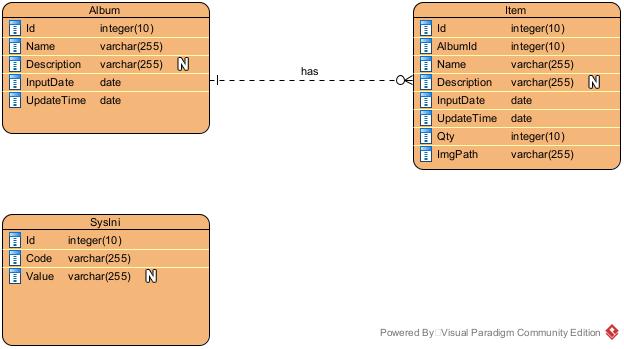 Album
Id integer(10)
Name varchar(255)
Description varchar(255) N
InputDate date
UpdateTime date
has
Item
Id integer(10)
AlbumId integer(10)
Name varchar(255)
Description varchar(255) N
InputDate date
UpdateTime date
Qty integer(10)
ImgPath varchar(255)
SysIni
Id integer(10)
Code varchar(255)
Value varchar(255) N
Powered By Visual Paradigm Community Edition